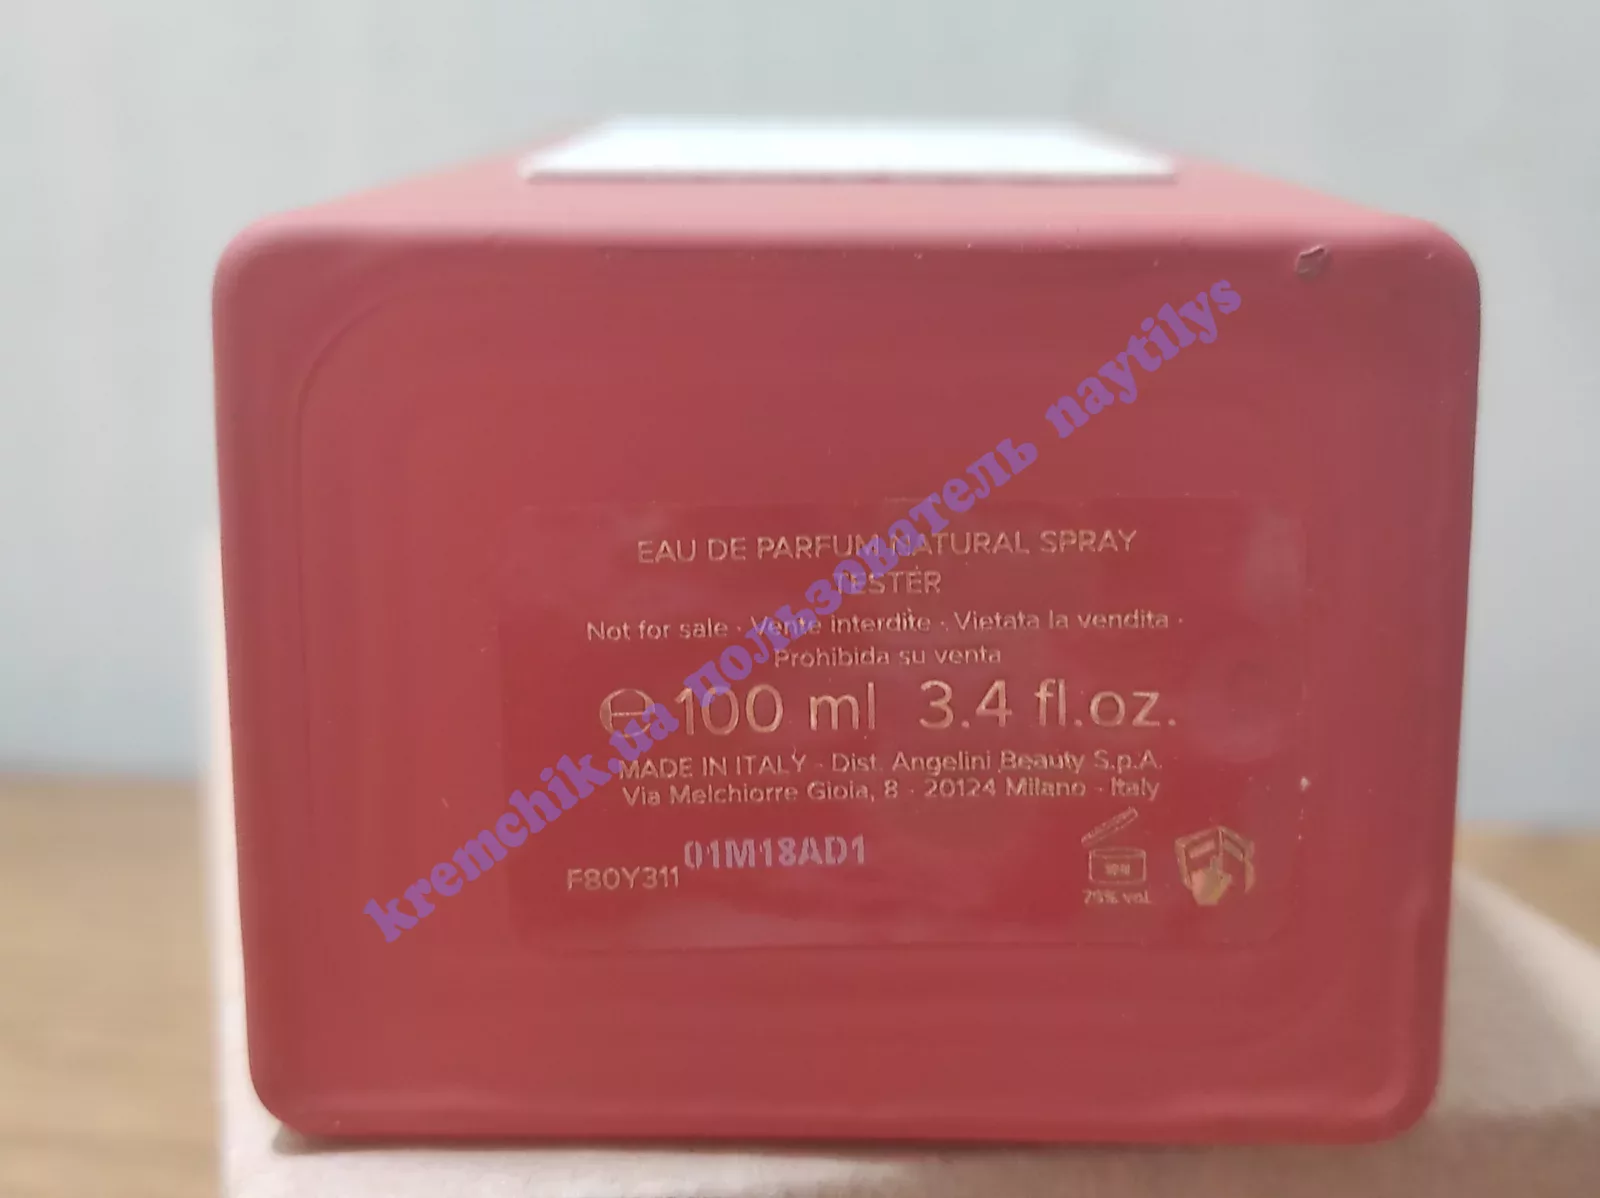 EAU DE PARFUM NATURAL SPRAY
TESTER
Not for sale · Vente interdite · Vietata la vendita ·
Prohibida su venta
℮ 100 ml 3.4 fl.oz.
MADE IN ITALY · Dist. Angelini Beauty S.p.A.
Via Melchiorre Gioia, 8 · 20124 Milano · Italy
F80Y311 01M18AD1
vol.
kremchik.ua пользователь naytilys